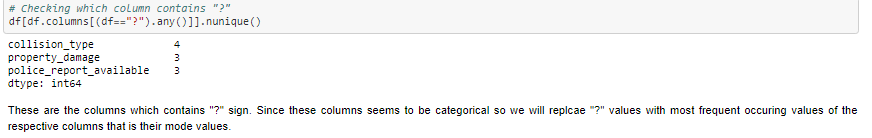 # Checking which column contains "?"
df[df.columns[(df=="?").any()]].nunique()
collision_type 4
property_damage 3
police_report_available 3
dtype: int64
These are the columns which contains "?" sign. Since these columns seems to be categorical so we will replcae "?" values with most frequent occuring values of the
respective columns that is their mode values.